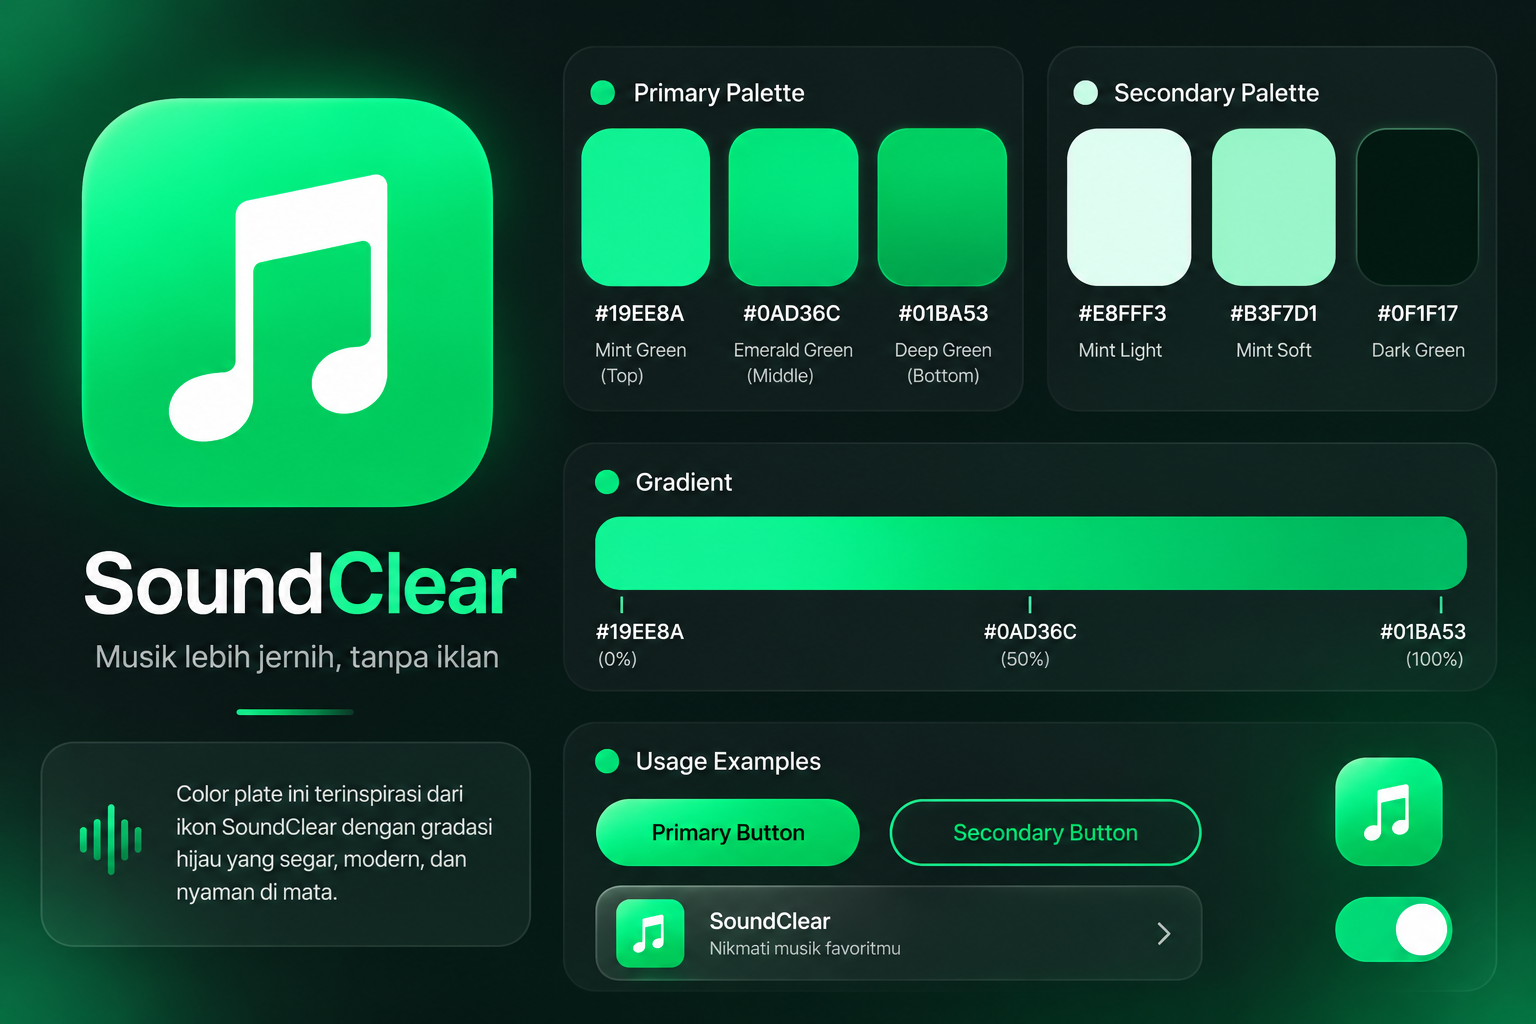 SoundClear
Musik lebih jernih, tanpa iklan
Color plate ini terinspirasi dari
ikon SoundClear dengan gradasi
hijau yang segar, modern, dan
nyaman di mata.
Primary Palette
#19EE8A
Mint Green
(Top)
#0AD36C
Emerald Green
(Middle)
#01BA53
Deep Green
(Bottom)
Secondary Palette
#E8FFF3
Mint Light
#B3F7D1
Mint Soft
#0F1F17
Dark Green
Gradient
#19EE8A
(0%)
#0AD36C
(50%)
#01BA53
(100%)
Usage Examples
Primary Button
Secondary Button
SoundClear
Nikmati musik favoritmu